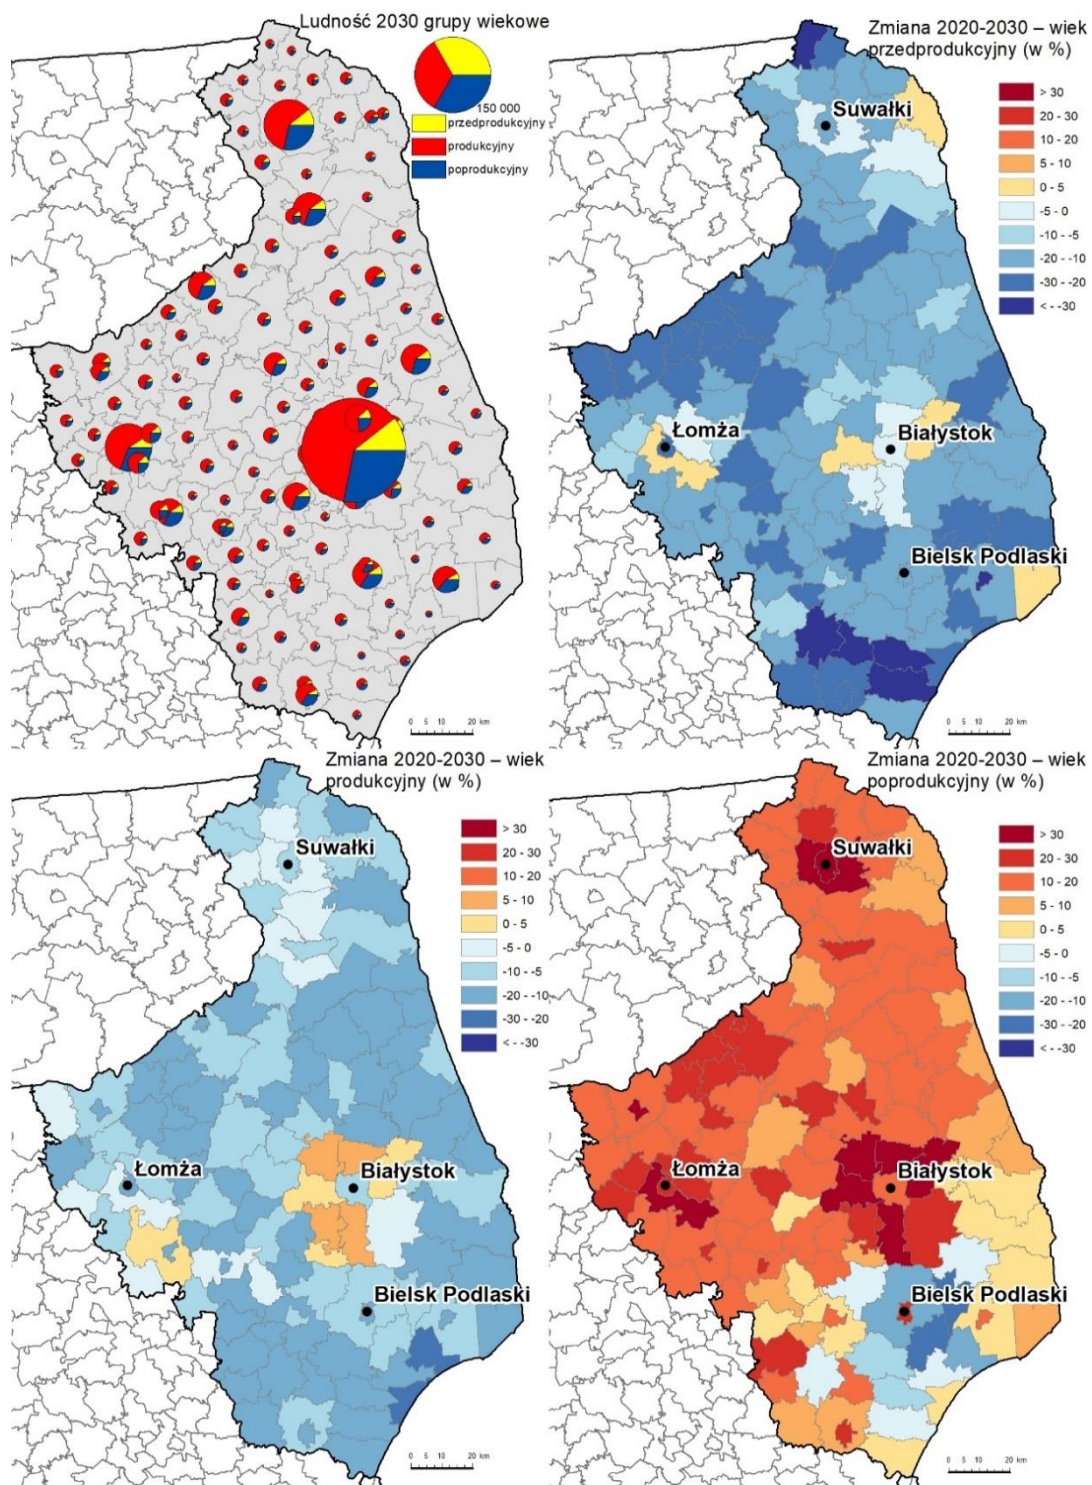 Ludność 2030 grupy wiekowe
150 000
przedprodukcyjny
produkcyjny
poprodukcyjny
0 5 10 20 km
Zmiana 2020-2030 – wiek
przedprodukcyjny (w %)
> 30
20 - 30
10 - 20
5 - 10
0 - 5
-5 - 0
-10 - -5
-20 - -10
-30 - -20
< - -30
Suwałki
Łomża
Białystok
Bielsk Podlaski
0 5 10 20 km
Zmiana 2020-2030 – wiek
produkcyjny (w %)
> 30
20 - 30
10 - 20
5 - 10
0 - 5
-5 - 0
-10 - -5
-20 - -10
-30 - -20
< - -30
Suwałki
Łomża
Białystok
Bielsk Podlaski
0 5 10 20 km
Zmiana 2020-2030 – wiek
poprodukcyjny (w %)
> 30
20 - 30
10 - 20
5 - 10
0 - 5
-5 - 0
-10 - -5
-20 - -10
-30 - -20
< - -30
Suwałki
Łomża
Białystok
Bielsk Podlaski
0 5 10 20 km